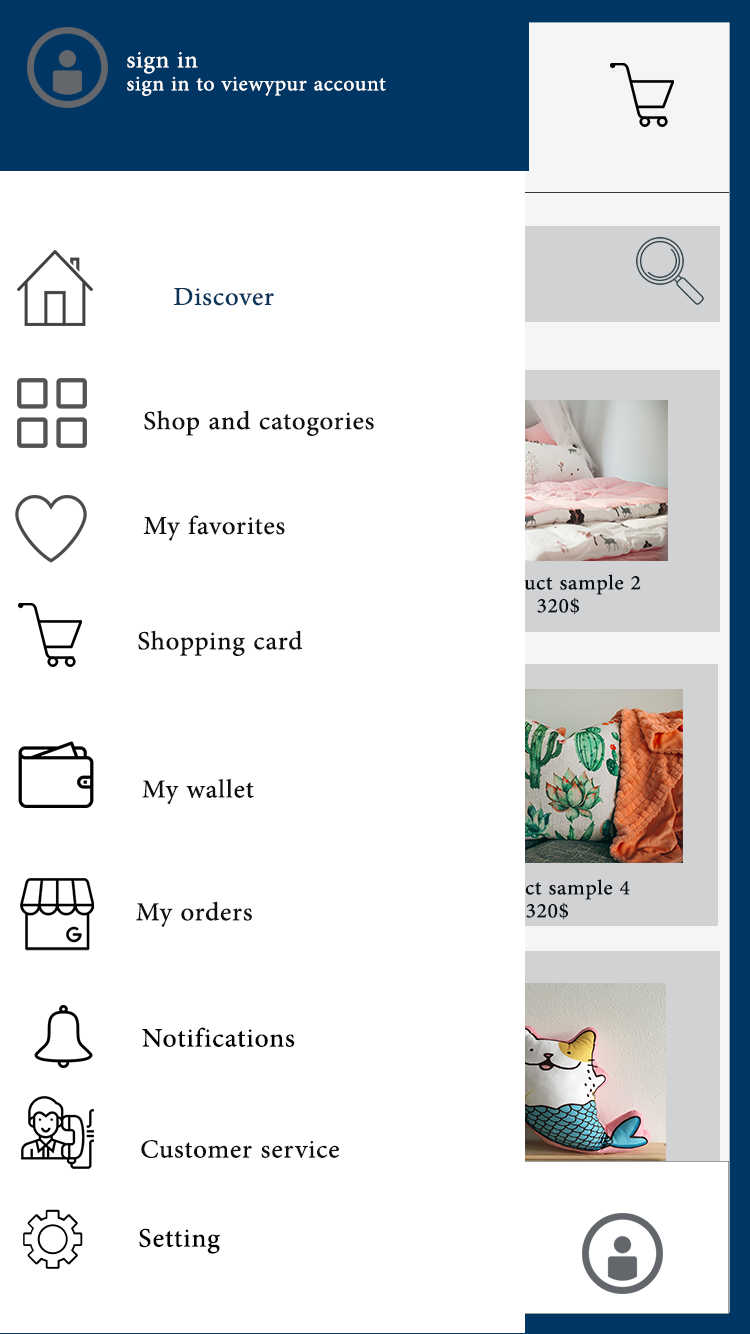 sign in
sign in to viewypur account
Discover
Shop and catogories
My favorites
Shopping card
My wallet
My orders
G
Notifications
Customer service
Setting
uct sample 2
320$
ct sample 4
320$